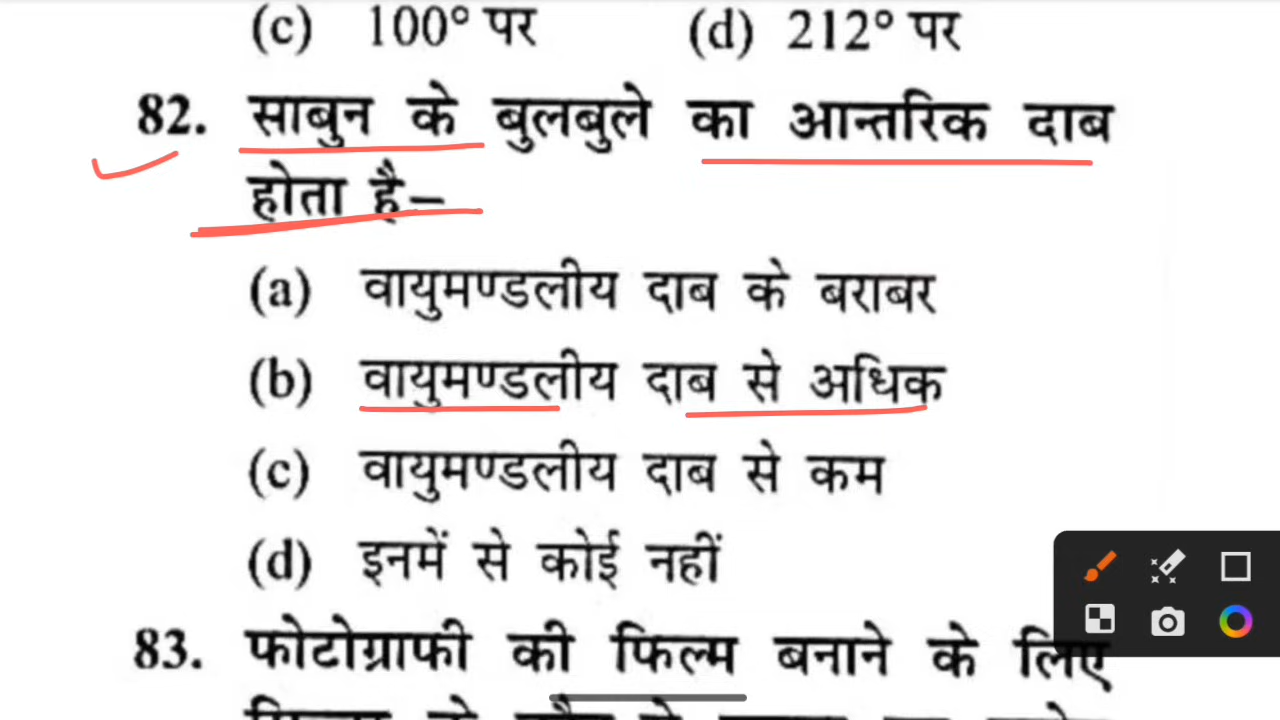 (c) 100° पर (d) 212° पर
82. साबुन के बुलबुले का आन्तरिक दाब
होता है–
(a) वायुमण्डलीय दाब के बराबर
(b) वायुमण्डलीय दाब से अधिक
(c) वायुमण्डलीय दाब से कम
(d) इनमें से कोई नहीं
83. फोटोग्राफी की फिल्म बनाने के लिए